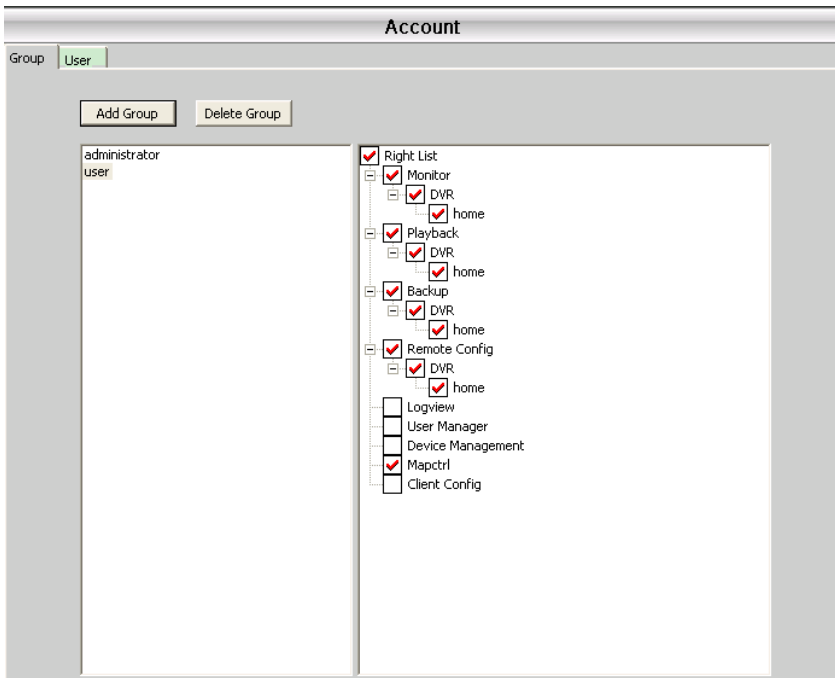 Account
Group User
Add Group Delete Group
administrator
user
Right List
Monitor
DVR
home
Playback
DVR
home
Backup
DVR
home
Remote Config
DVR
home
Logview
User Manager
Device Management
Mapctrl
Client Config